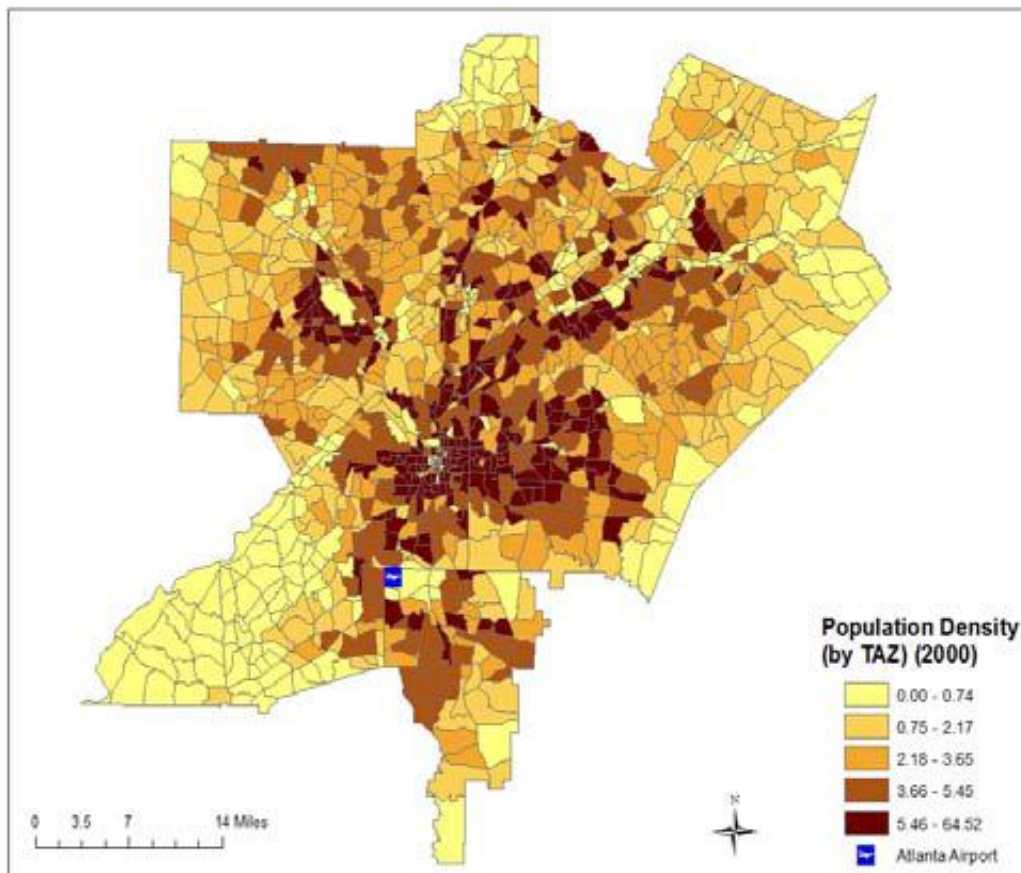 Population Density
(by TAZ) (2000)
0.00 - 0.74
0.75 - 2.17
2.18 - 3.65
3.66 - 5.45
5.46 - 64.52
Atlanta Airport
0 3.5 7 14 Miles
N